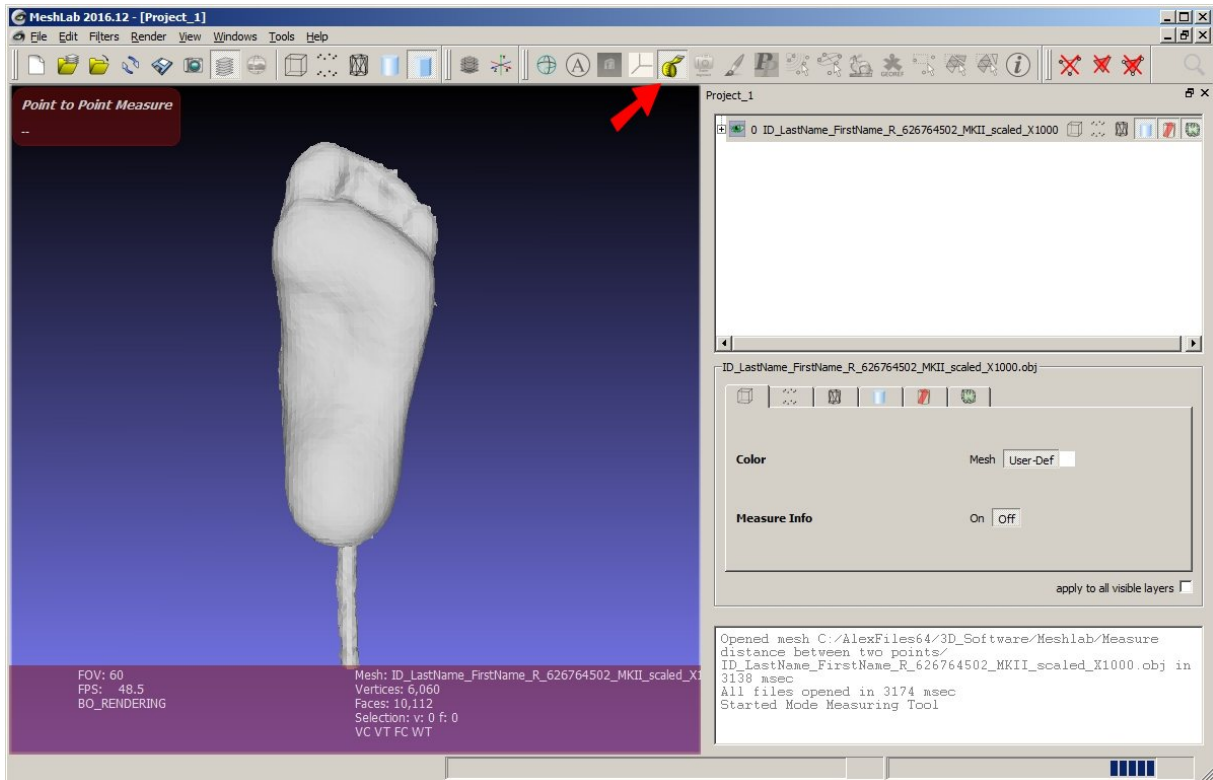 MeshLab 2016.12 - [Project_1]
File Edit Filters Render View Windows Tools Help
Point to Point Measure
--
Project_1
0 ID_LastName_FirstName_R_626764502_MKII_scaled_X1000
ID_LastName_FirstName_R_626764502_MKII_scaled_X1000.obj
Color Mesh User-Def
Measure Info On Off
apply to all visible layers
Opened mesh C:/AlexFiles64/3D_Software/Meshlab/Measure
distance between two points/
ID_LastName_FirstName_R_626764502_MKII_scaled_X1000.obj in
3138 msec
All files opened in 3174 msec
Started Mode Measuring Tool
FOV: 60
FPS: 48.5
BO_RENDERING
Mesh: ID_LastName_FirstName_R_626764502_MKII_scaled_X1
Vertices: 6,060
Faces: 10,112
Selection: v: 0 f: 0
VC VT FC WT